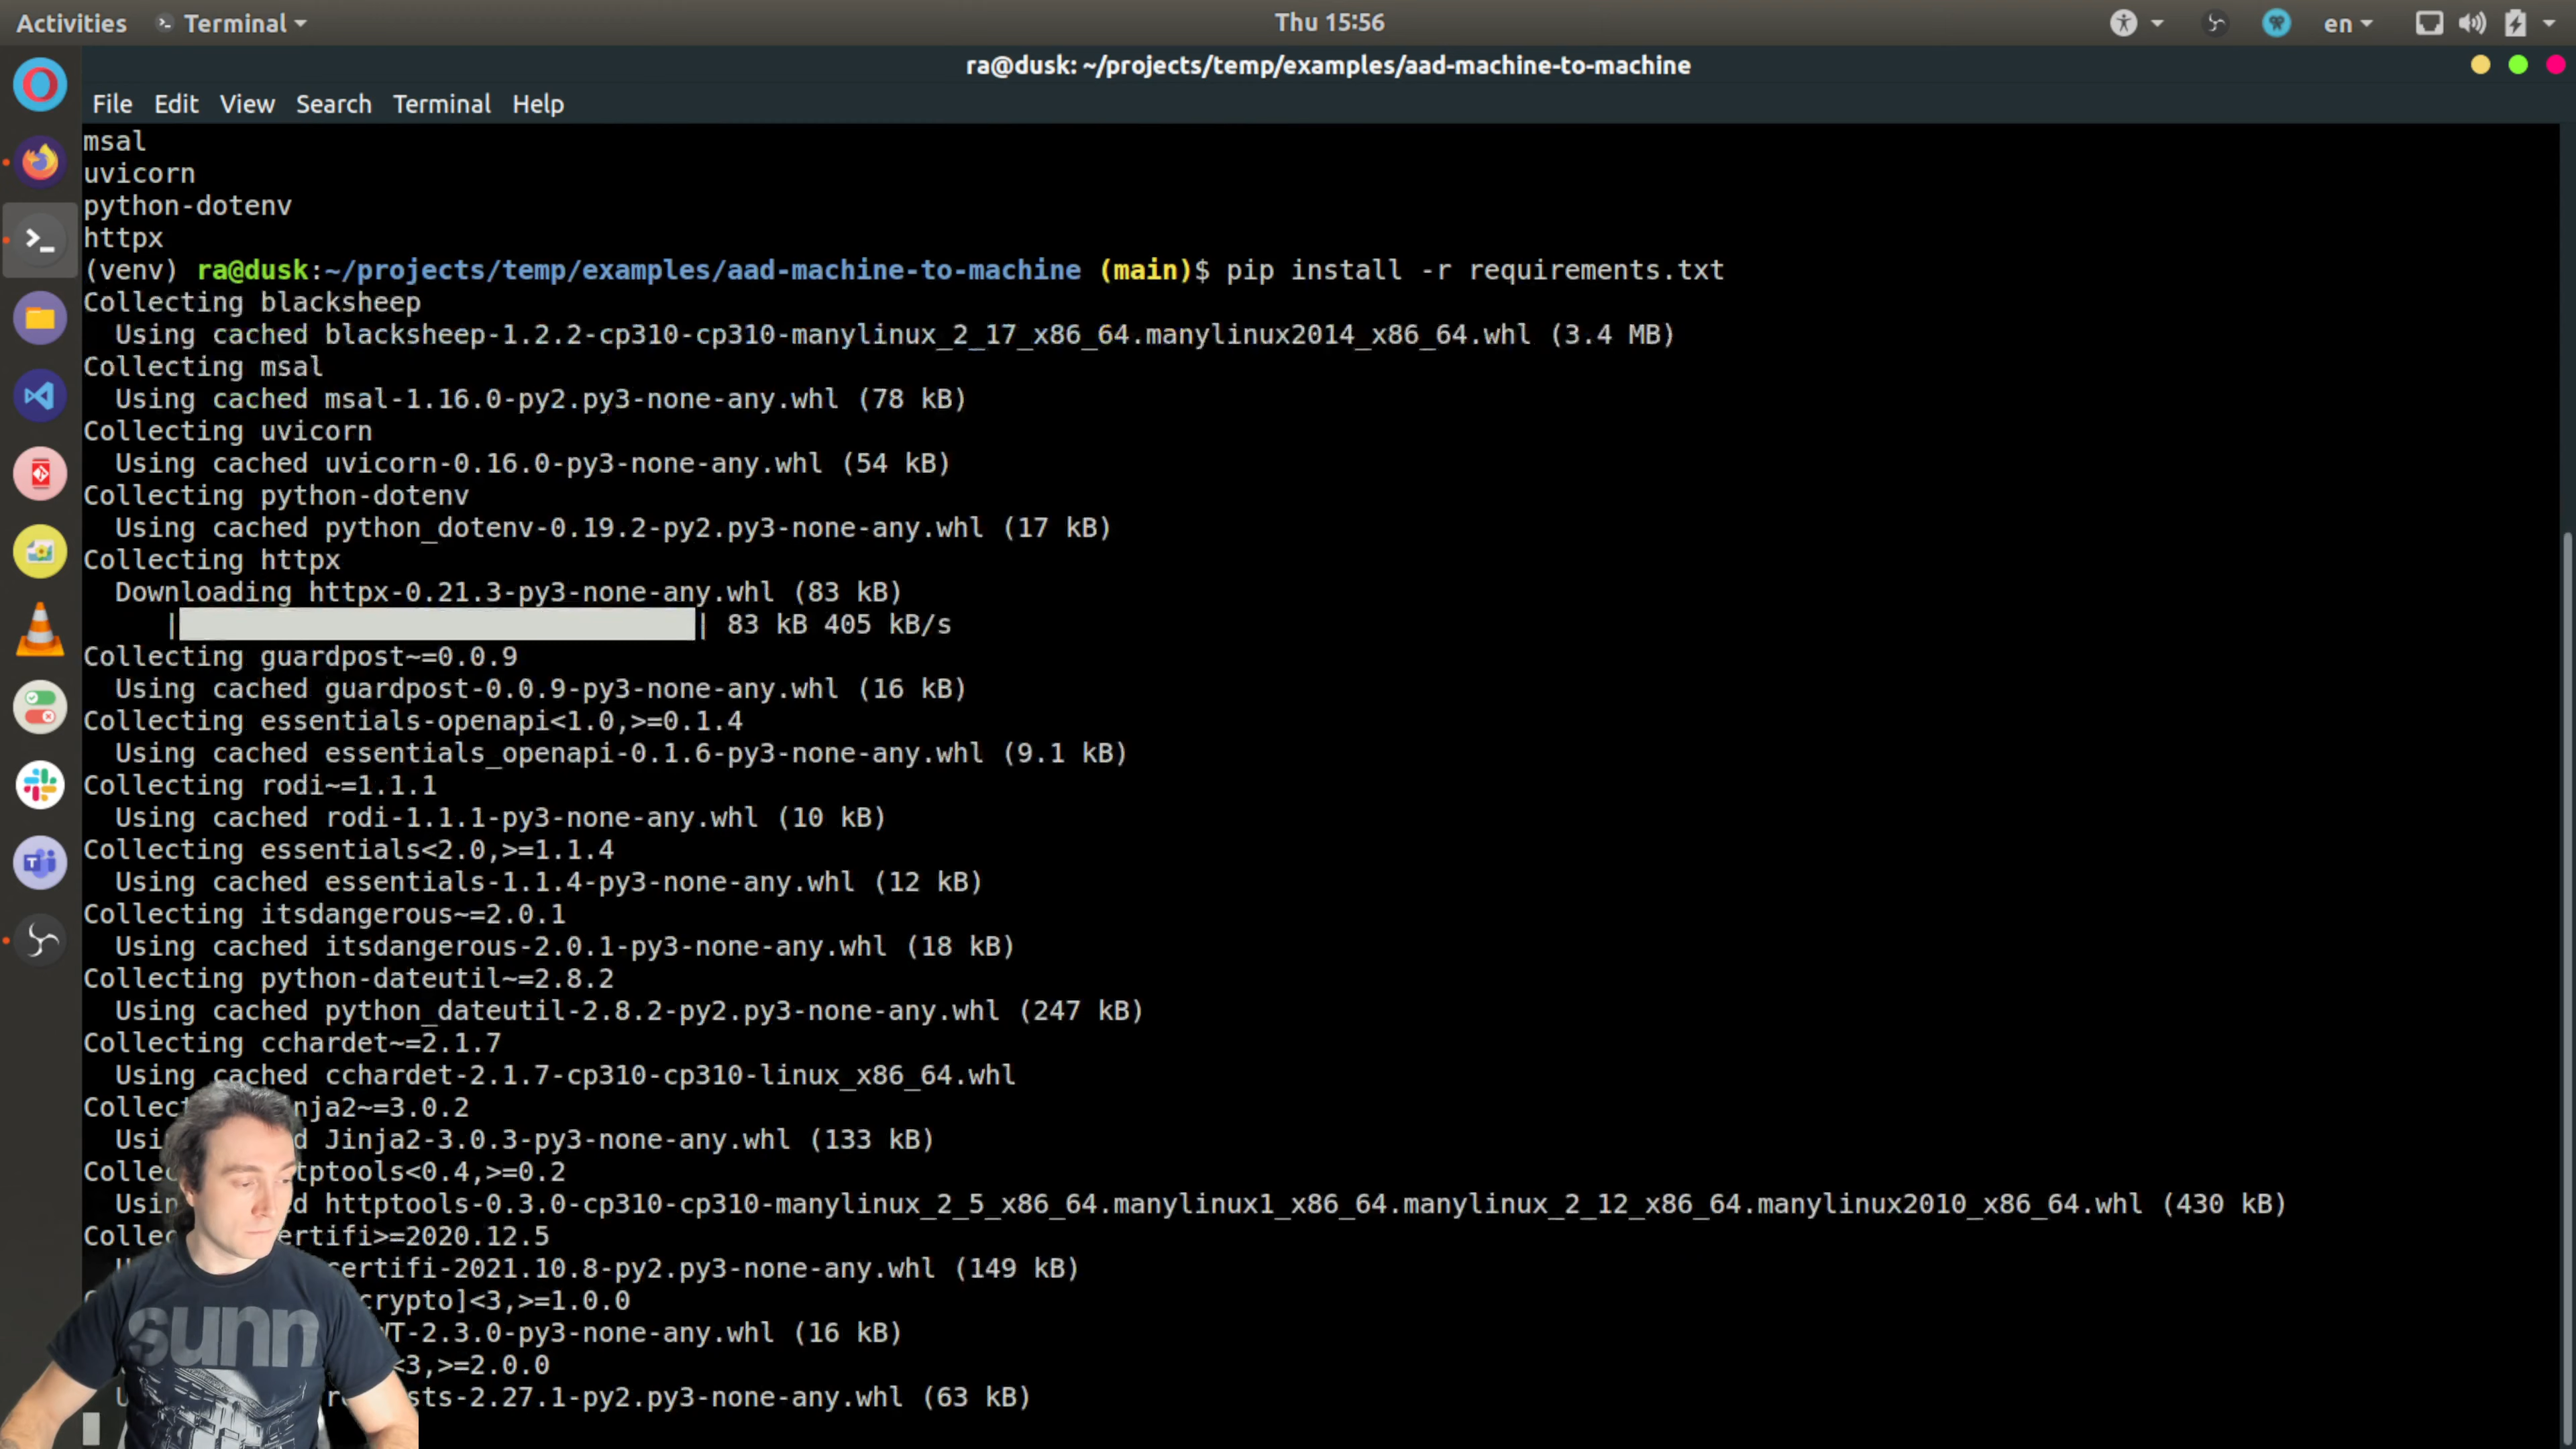 Activities Terminal Thu 15:56 en
ra@dusk: ~/projects/temp/examples/aad-machine-to-machine
File Edit View Search Terminal Help
msal
uvicorn
python-dotenv
httpx
(venv) ra@dusk:~/projects/temp/examples/aad-machine-to-machine (main)$ pip install -r requirements.txt
Collecting blacksheep
Using cached blacksheep-1.2.2-cp310-cp310-manylinux_2_17_x86_64.manylinux2014_x86_64.whl (3.4 MB)
Collecting msal
Using cached msal-1.16.0-py2.py3-none-any.whl (78 kB)
Collecting uvicorn
Using cached uvicorn-0.16.0-py3-none-any.whl (54 kB)
Collecting python-dotenv
Using cached python_dotenv-0.19.2-py2.py3-none-any.whl (17 kB)
Collecting httpx
Downloading httpx-0.21.3-py3-none-any.whl (83 kB)
| | 83 kB 405 kB/s
Collecting guardpost~=0.0.9
Using cached guardpost-0.0.9-py3-none-any.whl (16 kB)
Collecting essentials-openapi<1.0,>=0.1.4
Using cached essentials_openapi-0.1.6-py3-none-any.whl (9.1 kB)
Collecting rodi~=1.1.1
Using cached rodi-1.1.1-py3-none-any.whl (10 kB)
Collecting essentials<2.0,>=1.1.4
Using cached essentials-1.1.4-py3-none-any.whl (12 kB)
Collecting itsdangerous~=2.0.1
Using cached itsdangerous-2.0.1-py3-none-any.whl (18 kB)
Collecting python-dateutil~=2.8.2
Using cached python_dateutil-2.8.2-py2.py3-none-any.whl (247 kB)
Collecting cchardet~=2.1.7
Using cached cchardet-2.1.7-cp310-cp310-linux_x86_64.whl
Collect nja2~=3.0.2
Usi d Jinja2-3.0.3-py3-none-any.whl (133 kB)
Collec tptools<0.4,>=0.2
Usin d httptools-0.3.0-cp310-cp310-manylinux_2_5_x86_64.manylinux1_x86_64.manylinux_2_12_x86_64.manylinux2010_x86_64.whl (430 kB)
Collec ertifi>=2020.12.5
U certifi-2021.10.8-py2.py3-none-any.whl (149 kB)
C crypto]<3,>=1.0.0
WT-2.3.0-py3-none-any.whl (16 kB)
<3,>=2.0.0
U sts-2.27.1-py2.py3-none-any.whl (63 kB)
sunn